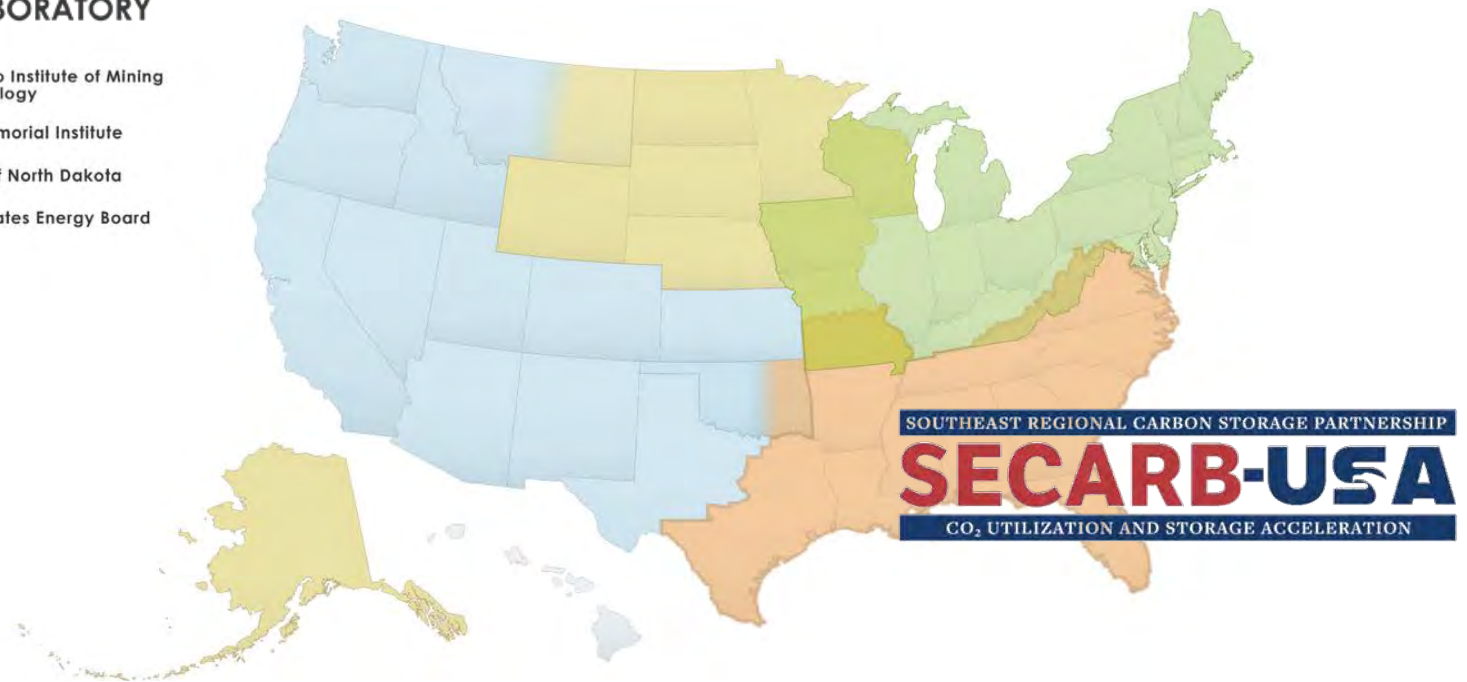 BORATORY
o Institute of Mining
logy
morial Institute
f North Dakota
ates Energy Board
SOUTHEAST REGIONAL CARBON STORAGE PARTNERSHIP
SECARB-USA
CO₂ UTILIZATION AND STORAGE ACCELERATION